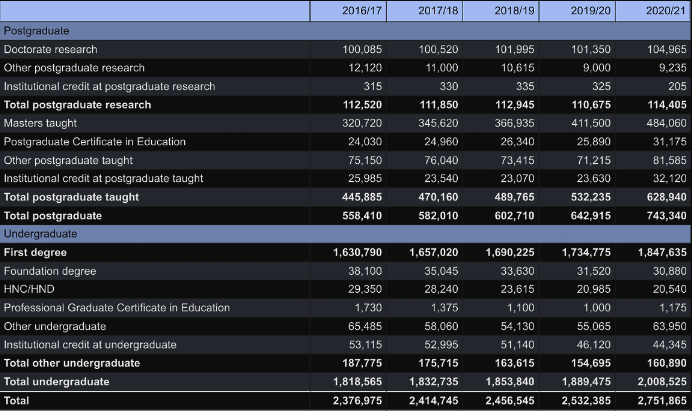 2016/17 2017/18 2018/19 2019/20 2020/21
Postgraduate
Doctorate research 100,085 100,520 101,995 101,350 104,965
Other postgraduate research 12,120 11,000 10,615 9,000 9,235
Institutional credit at postgraduate research 315 330 335 325 205
Total postgraduate research 112,520 111,850 112,945 110,675 114,405
Masters taught 320,720 345,620 366,935 411,500 484,060
Postgraduate Certificate in Education 24,030 24,960 26,340 25,890 31,175
Other postgraduate taught 75,150 76,040 73,415 71,215 81,585
Institutional credit at postgraduate taught 25,985 23,540 23,070 23,630 32,120
Total postgraduate taught 445,885 470,160 489,765 532,235 628,940
Total postgraduate 558,410 582,010 602,710 642,915 743,340
Undergraduate
First degree 1,630,790 1,657,020 1,690,225 1,734,775 1,847,635
Foundation degree 38,100 35,045 33,630 31,520 30,880
HNC/HND 29,350 28,240 23,615 20,985 20,540
Professional Graduate Certificate in Education 1,730 1,375 1,100 1,000 1,175
Other undergraduate 65,485 58,060 54,130 55,065 63,950
Institutional credit at undergraduate 53,115 52,995 51,140 46,120 44,345
Total other undergraduate 187,775 175,715 163,615 154,695 160,890
Total undergraduate 1,818,565 1,832,735 1,853,840 1,889,475 2,008,525
Total 2,376,975 2,414,745 2,456,545 2,532,385 2,751,865